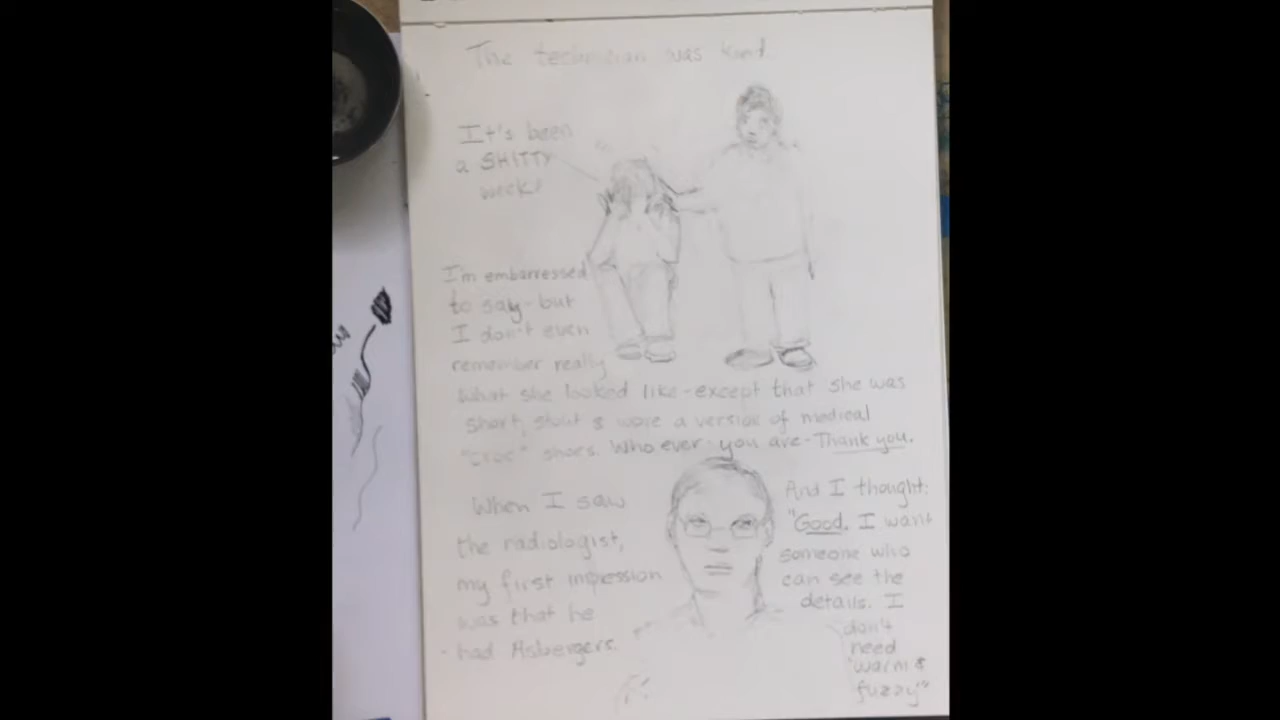 The technician was kind
It's been
a SHITTY
week!
I'm embarressed
to say - but
I don't even
remember really
what she looked like - except that she was
short, stout & wore a version of medical
"croc" shoes. Who ever you are - Thank you.
When I saw
the radiologist,
my first impression
was that he
had Asbergers.
And I thought:
"Good. I want
someone who
can see the
details. I
don't
need
"warm &
fuzzy"